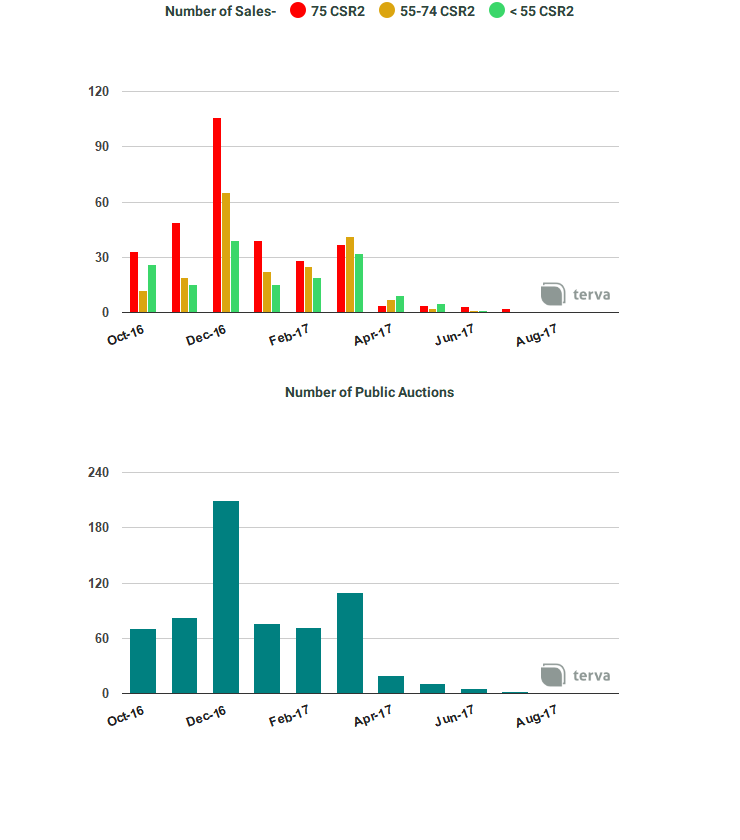 Number of Sales- 75 CSR2 55-74 CSR2 < 55 CSR2
120
90
60
30
0
terva
Oct-16 Dec-16 Feb-17 Apr-17 Jun-17 Aug-17
Number of Public Auctions
240
180
120
60
0
terva
Oct-16 Dec-16 Feb-17 Apr-17 Jun-17 Aug-17